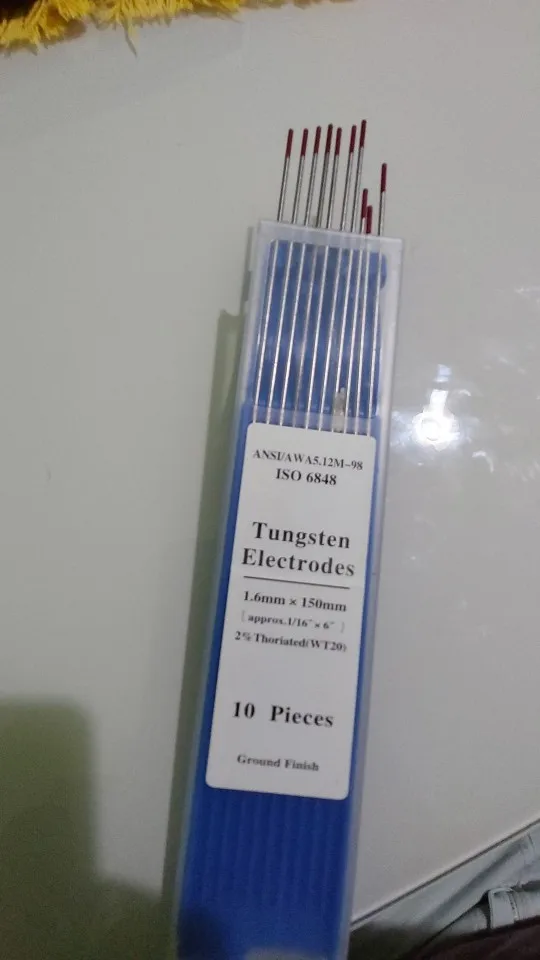 ANSI/AWA5.12M-98
ISO 6848
Tungsten
Electrodes
1.6mm × 150mm
[ approx.1/16" × 6" ]
2% Thoriated(WT20)
10 Pieces
Ground Finish